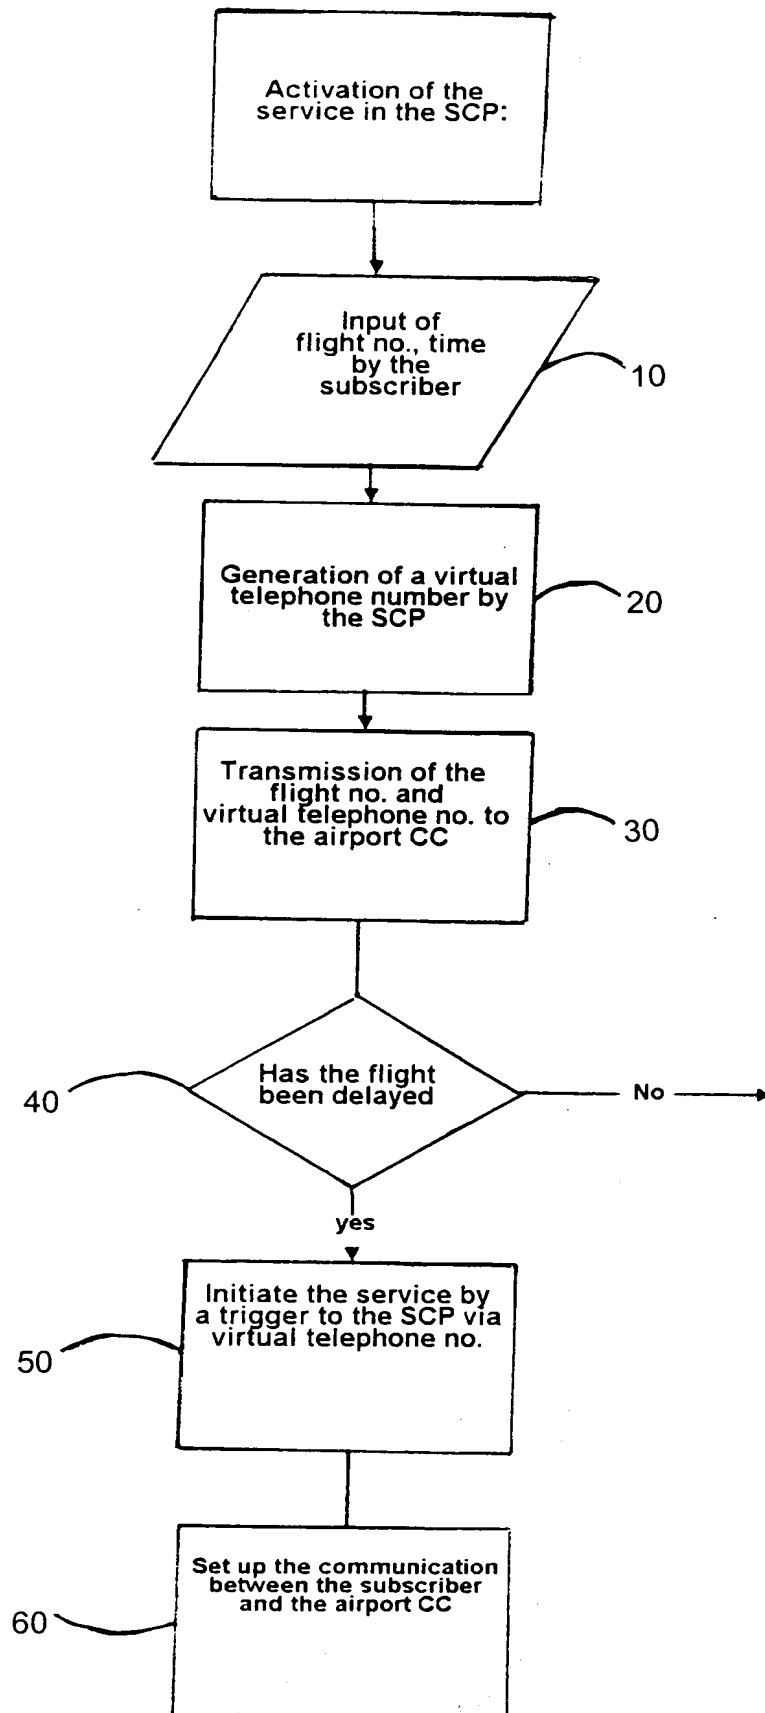 Activation of the
service in the SCP:
Input of
flight no., time
by the
subscriber
10
Generation of a virtual
telephone number by
the SCP
20
Transmission of the
flight no. and
virtual telephone no. to
the airport CC
30
Has the flight
been delayed
40
No
yes
Initiate the service by
a trigger to the SCP via
virtual telephone no.
50
Set up the communication
between the subscriber
and the airport CC
60